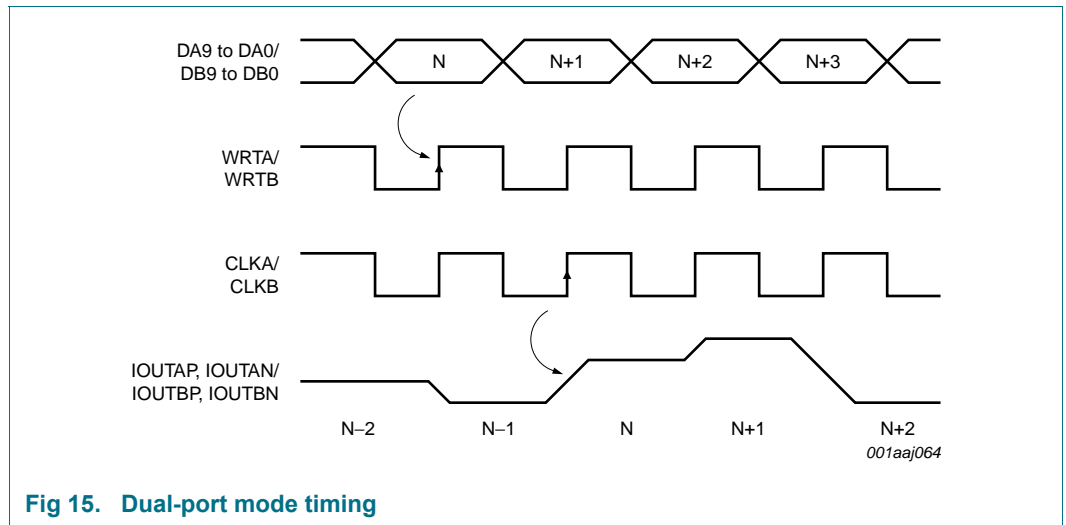 DA9 to DA0/
DB9 to DB0
N
N+1
N+2
N+3
WRTA/
WRTB
CLKA/
CLKB
IOUTAP, IOUTAN/
IOUTBP, IOUTBN
N−2
N−1
N
N+1
N+2
001aaj064
Fig 15. Dual-port mode timing